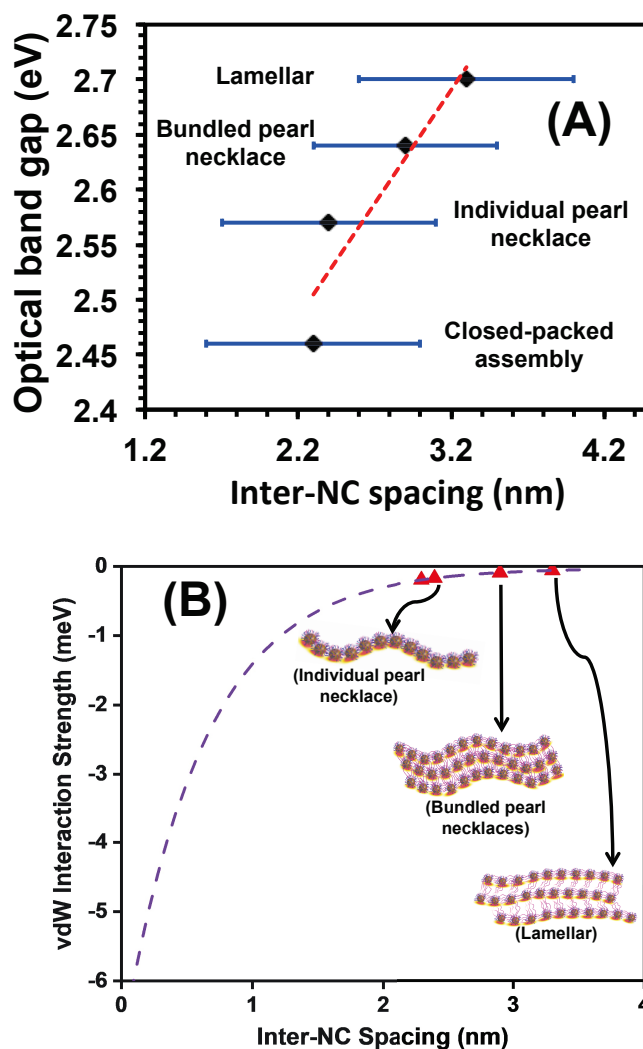 Optical band gap (eV)
2.75
2.7
2.65
2.6
2.55
2.5
2.45
2.4
Lamellar
(A)
Bundled pearl
necklace
Individual pearl
necklace
Closed-packed
assembly
1.2 2.2 3.2 4.2
Inter-NC spacing (nm)
vdW Interaction Strength (meV)
0
-1
-2
-3
-4
-5
-6
(B)
(Individual pearl
necklace)
(Bundled pearl
necklaces)
(Lamellar)
0 1 2 3 4
Inter-NC Spacing (nm)